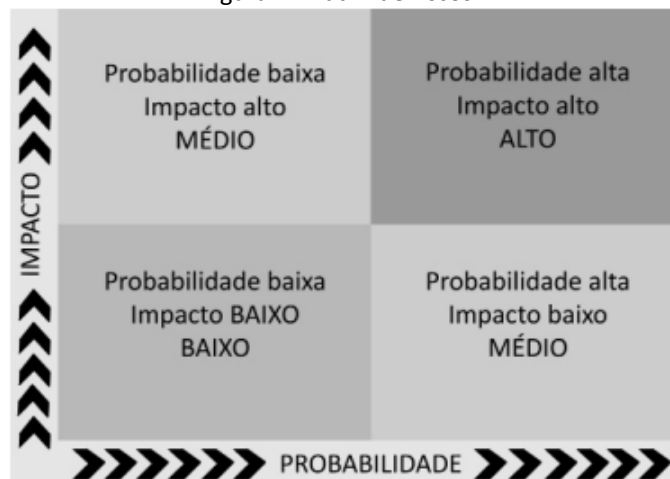 Probabilidade baixa
Impacto alto
MÉDIO
Probabilidade alta
Impacto alto
ALTO
IMPACTO
Probabilidade baixa
Impacto BAIXO
BAIXO
Probabilidade alta
Impacto baixo
MÉDIO
PROBABILIDADE